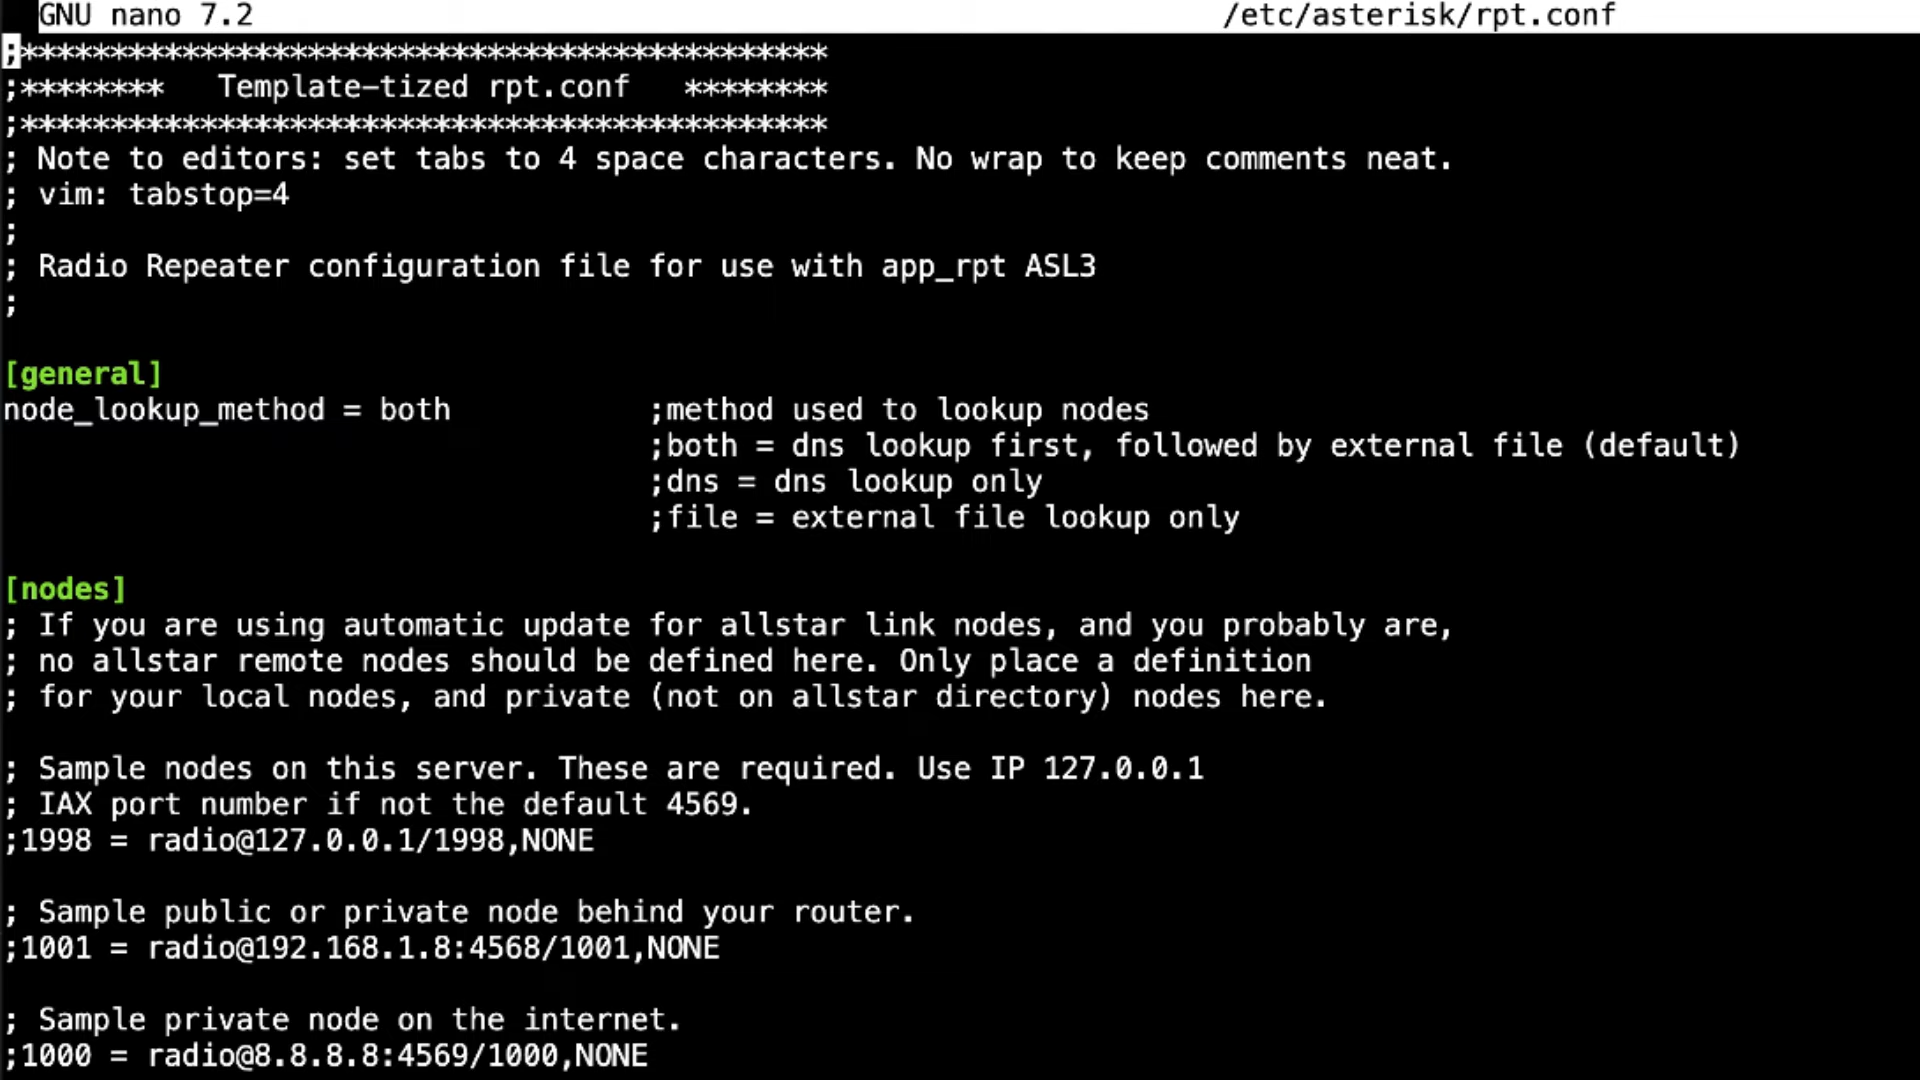 GNU nano 7.2 /etc/asterisk/rpt.conf
;*********************************************
;******** Template-tized rpt.conf ********
;*********************************************
; Note to editors: set tabs to 4 space characters. No wrap to keep comments neat.
; vim: tabstop=4
;
; Radio Repeater configuration file for use with app_rpt ASL3
;
[general]
node_lookup_method = both ;method used to lookup nodes
;both = dns lookup first, followed by external file (default)
;dns = dns lookup only
;file = external file lookup only
[nodes]
; If you are using automatic update for allstar link nodes, and you probably are,
; no allstar remote nodes should be defined here. Only place a definition
; for your local nodes, and private (not on allstar directory) nodes here.
; Sample nodes on this server. These are required. Use IP 127.0.0.1
; IAX port number if not the default 4569.
;1998 = radio@127.0.0.1/1998,NONE
; Sample public or private node behind your router.
;1001 = radio@192.168.1.8:4568/1001,NONE
; Sample private node on the internet.
;1000 = radio@8.8.8.8:4569/1000,NONE